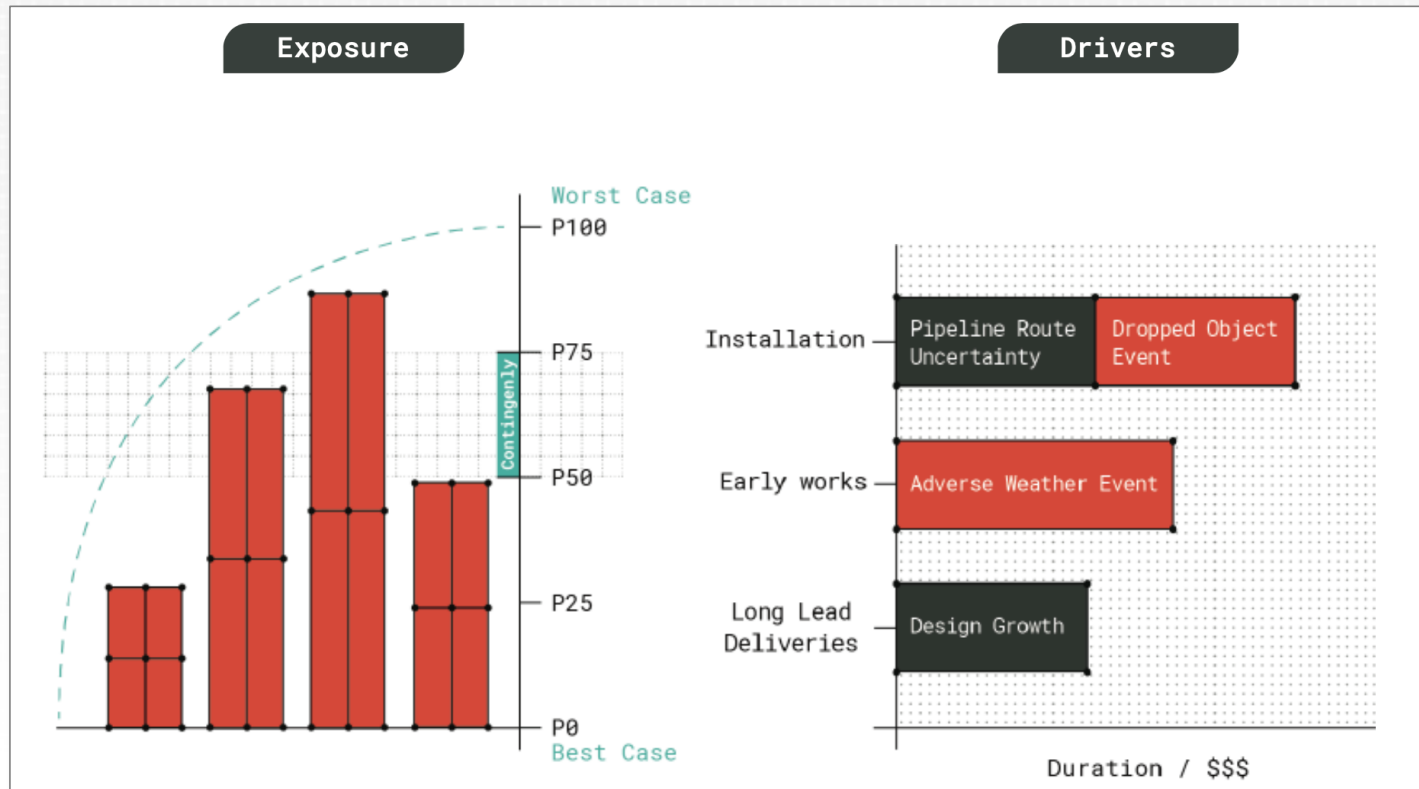 Exposure
Drivers
Worst Case
P100
P75
Contingenly
P50
P25
P0
Best Case
Installation
Pipeline Route
Uncertainty
Dropped Object
Event
Early works
Adverse Weather Event
Long Lead
Deliveries
Design Growth
Duration / $$$